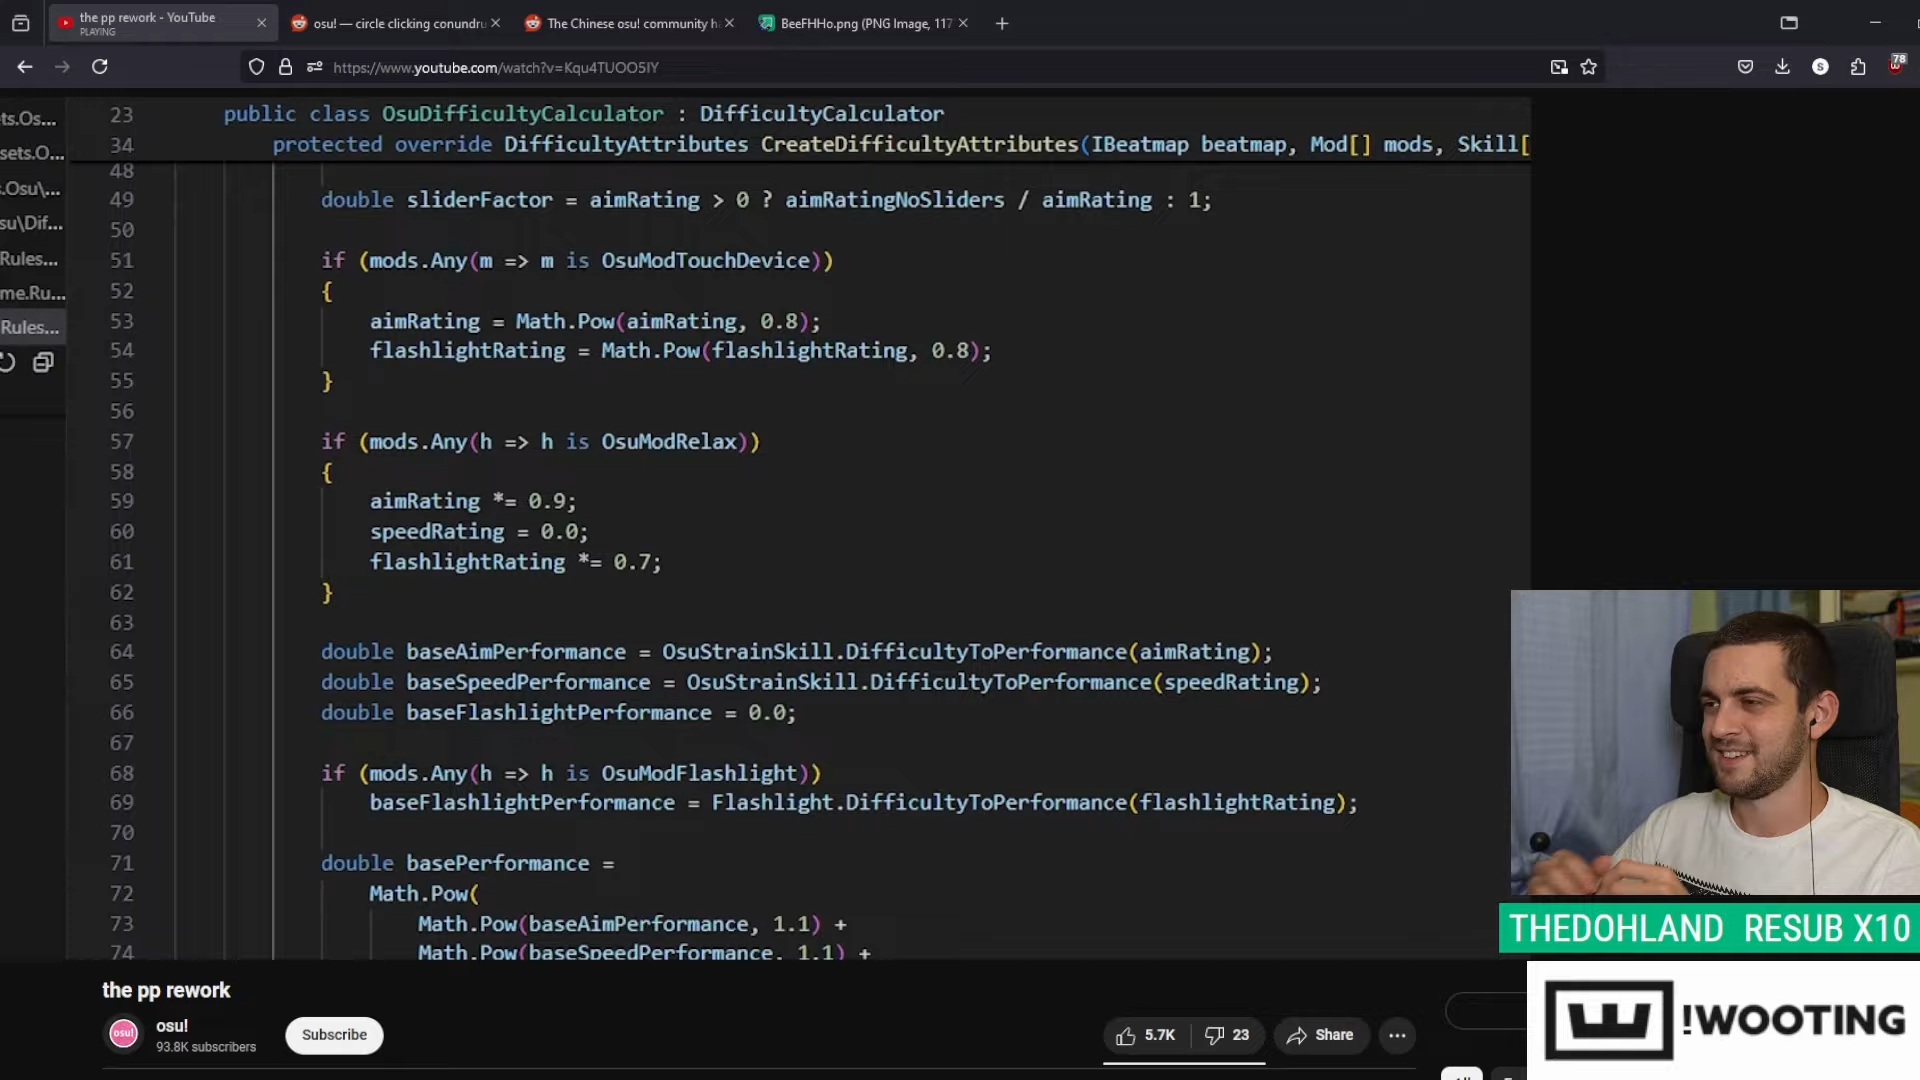 the pp rework - YouTube
PLAYING
osu! — circle clicking conundru
The Chinese osu! community h
BeeFHHo.png (PNG Image, 117
https://www.youtube.com/watch?v=Kqu4TUOO5IY
78
ts.Os...
sets.O...
s.Osu\...
su\Dif...
Rules...
me.Ru...
Rules...
23 public class OsuDifficultyCalculator : DifficultyCalculator
34 protected override DifficultyAttributes CreateDifficultyAttributes(IBeatmap beatmap, Mod[] mods, Skill[
48
49 double sliderFactor = aimRating > 0 ? aimRatingNoSliders / aimRating : 1;
50
51 if (mods.Any(m => m is OsuModTouchDevice))
52 {
53 aimRating = Math.Pow(aimRating, 0.8);
54 flashlightRating = Math.Pow(flashlightRating, 0.8);
55 }
56
57 if (mods.Any(h => h is OsuModRelax))
58 {
59 aimRating *= 0.9;
60 speedRating = 0.0;
61 flashlightRating *= 0.7;
62 }
63
64 double baseAimPerformance = OsuStrainSkill.DifficultyToPerformance(aimRating);
65 double baseSpeedPerformance = OsuStrainSkill.DifficultyToPerformance(speedRating);
66 double baseFlashlightPerformance = 0.0;
67
68 if (mods.Any(h => h is OsuModFlashlight))
69 baseFlashlightPerformance = Flashlight.DifficultyToPerformance(flashlightRating);
70
71 double basePerformance =
72 Math.Pow(
73 Math.Pow(baseAimPerformance, 1.1) +
74 Math.Pow(baseSpeedPerformance, 1.1) +
THEDOHLAND RESUB X10
the pp rework
osu!
osu!
93.8K subscribers
Subscribe
5.7K
23
Share
!WOOTING